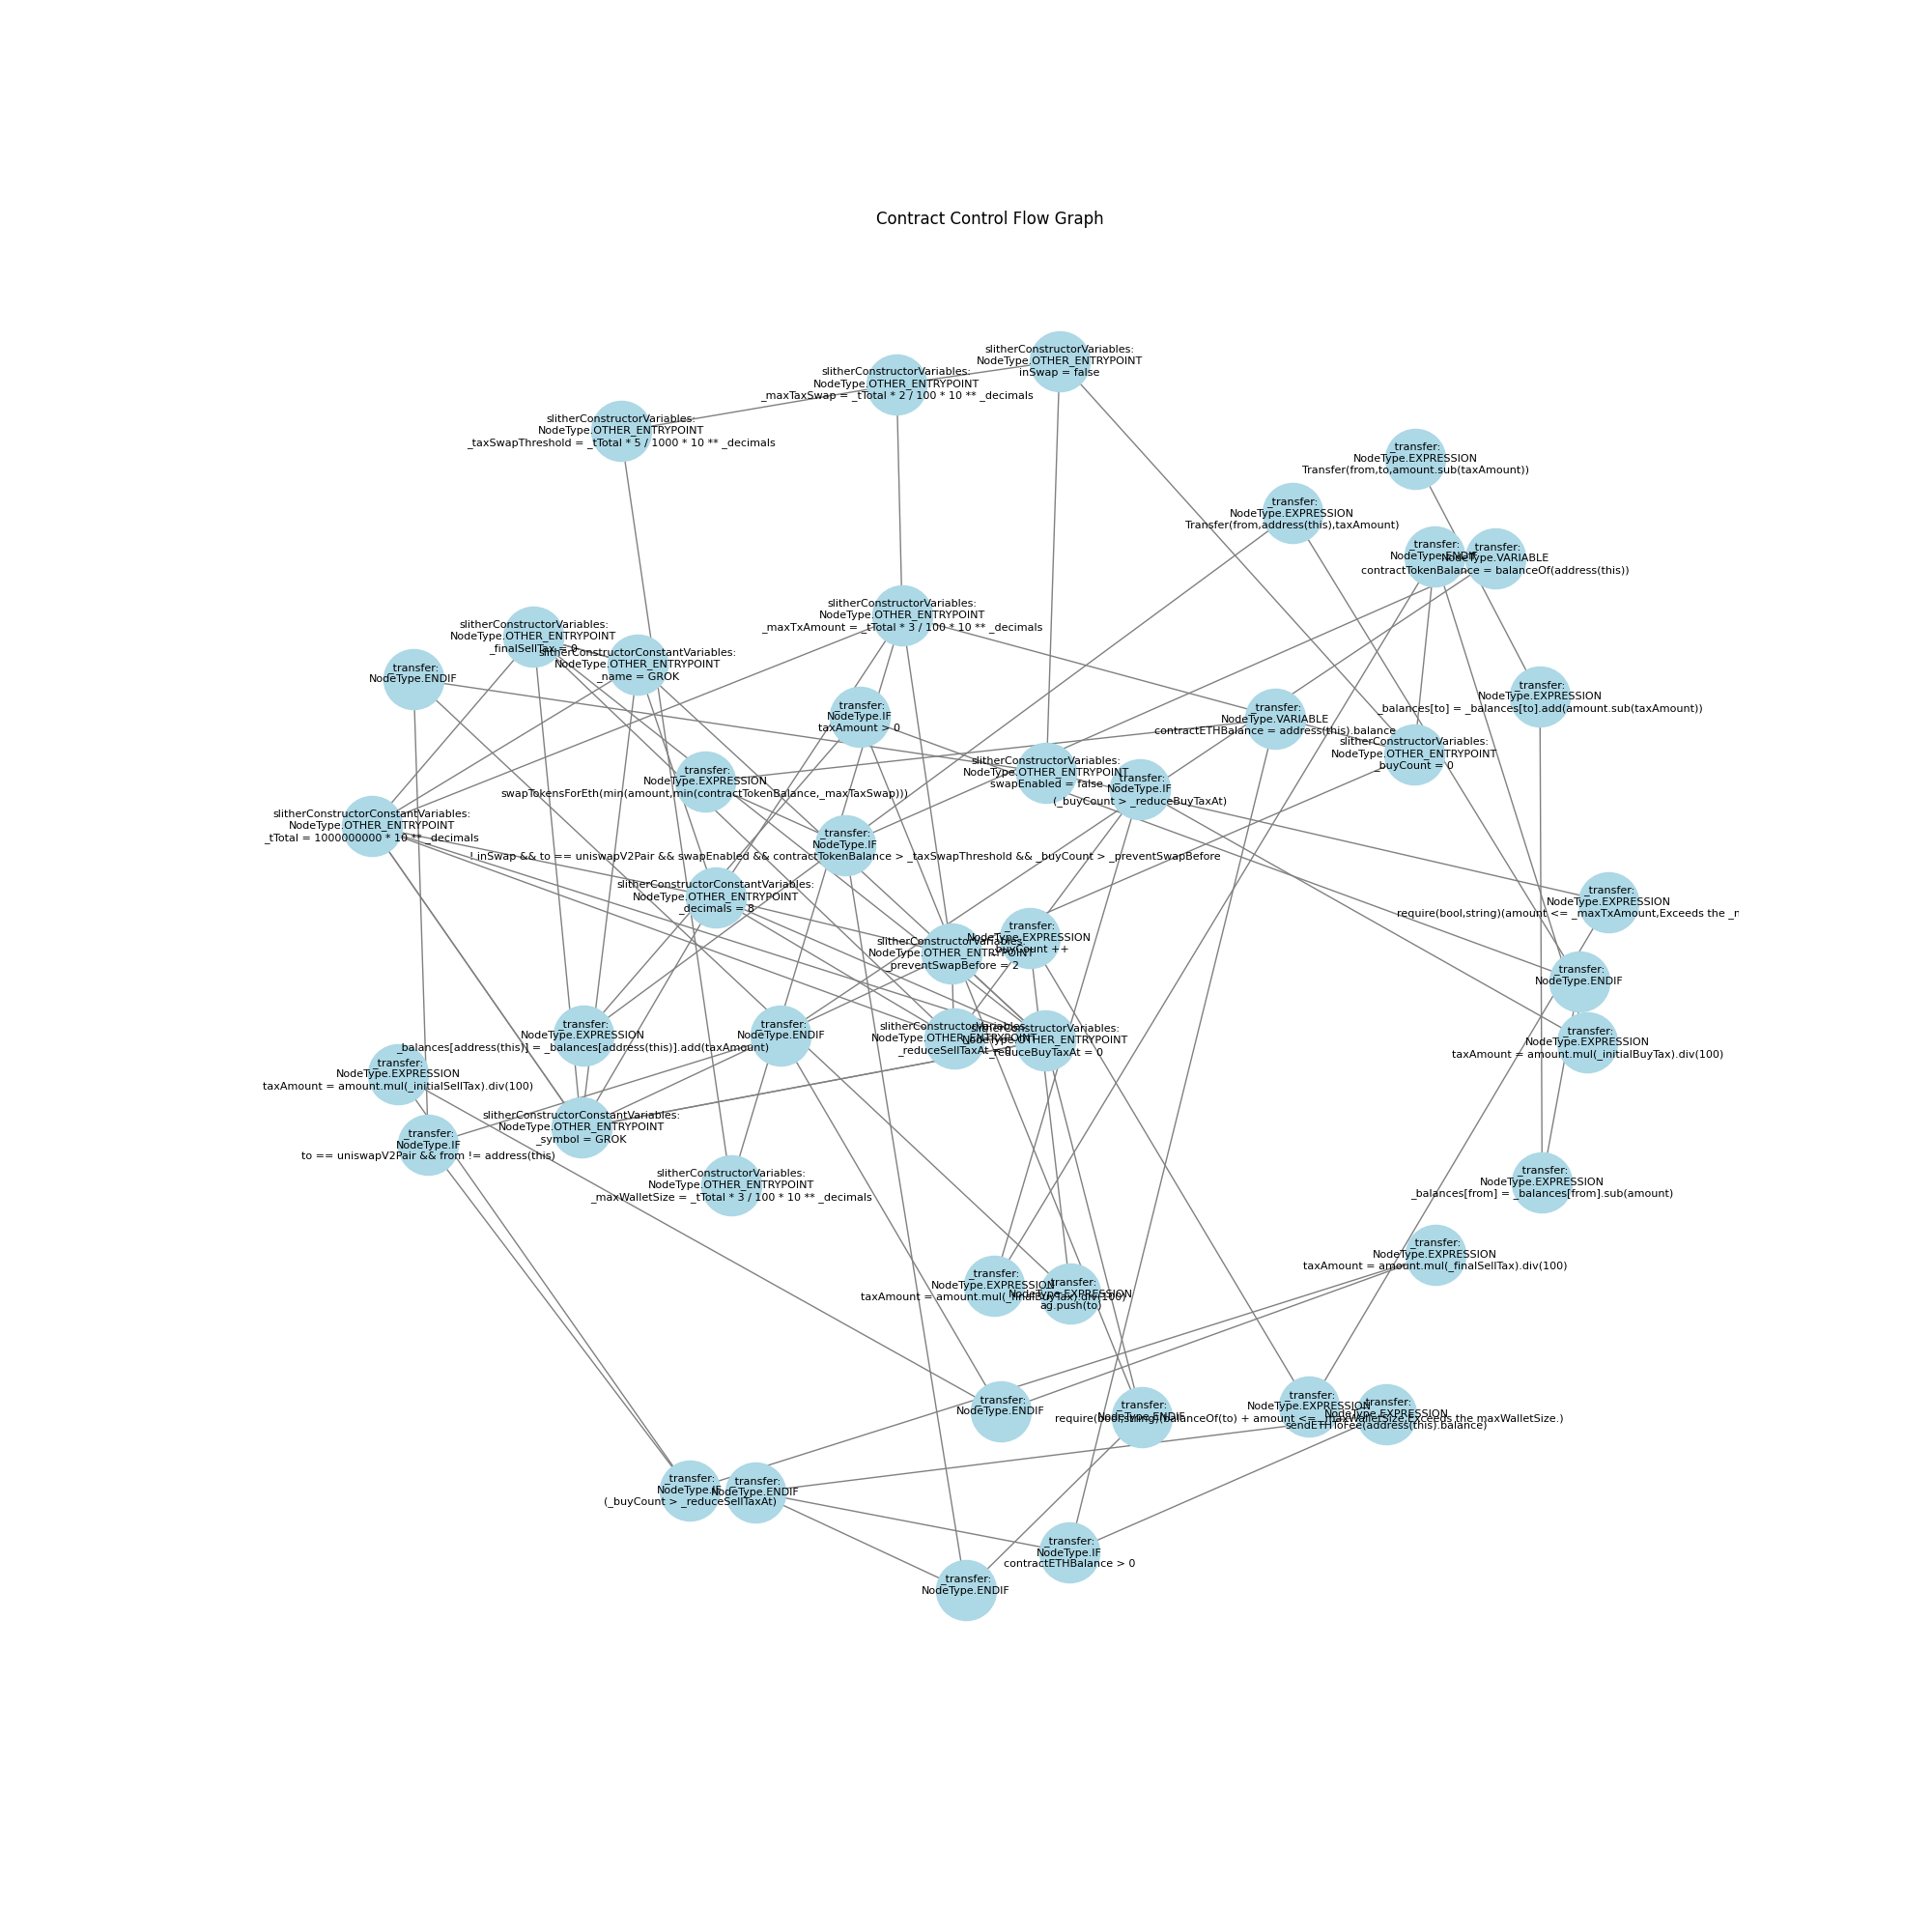 Contract Control Flow Graph
slitherConstructorVariables:
NodeType.OTHER_ENTRYPOINT
inSwap = false
slitherConstructorVariables:
NodeType.OTHER_ENTRYPOINT
_maxTaxSwap = _tTotal * 2 / 100 * 10 ** _decimals
slitherConstructorVariables:
NodeType.OTHER_ENTRYPOINT
_taxSwapThreshold = _tTotal * 5 / 1000 * 10 ** _decimals
_transfer:
NodeType.EXPRESSION
Transfer(from,to,amount.sub(taxAmount))
_transfer:
NodeType.EXPRESSION
Transfer(from,address(this),taxAmount)
_transfer:
NodeType.ENDIF
_transfer:
NodeType.VARIABLE
contractTokenBalance = balanceOf(address(this))
slitherConstructorVariables:
NodeType.OTHER_ENTRYPOINT
_maxTxAmount = _tTotal * 3 / 100 * 10 ** _decimals
slitherConstructorVariables:
NodeType.OTHER_ENTRYPOINT
_finalSellTax = 0
slitherConstructorConstantVariables:
NodeType.OTHER_ENTRYPOINT
_name = GROK
_transfer:
NodeType.ENDIF
_transfer:
NodeType.EXPRESSION
_balances[to] = _balances[to].add(amount.sub(taxAmount))
_transfer:
NodeType.IF
taxAmount > 0
_transfer:
NodeType.VARIABLE
contractETHBalance = address(this).balance
slitherConstructorVariables:
NodeType.OTHER_ENTRYPOINT
_buyCount = 0
slitherConstructorVariables:
NodeType.OTHER_ENTRYPOINT
swapEnabled = false
_transfer:
NodeType.EXPRESSION
swapTokensForEth(min(amount,min(contractTokenBalance,_maxTaxSwap)))
_transfer:
NodeType.IF
(_buyCount > _reduceBuyTaxAt)
slitherConstructorConstantVariables:
NodeType.OTHER_ENTRYPOINT
_tTotal = 1000000000 * 10 ** _decimals
_transfer:
NodeType.IF
! inSwap && to == uniswapV2Pair && swapEnabled && contractTokenBalance > _taxSwapThreshold && _buyCount > _preventSwapBefore
slitherConstructorConstantVariables:
NodeType.OTHER_ENTRYPOINT
_decimals = 8
_transfer:
NodeType.EXPRESSION
require(bool,string)(amount <= _maxTxAmount,Exceeds the
_transfer:
NodeType.EXPRESSION
_buyCount ++
slitherConstructorVariables:
NodeType.OTHER_ENTRYPOINT
_preventSwapBefore = 2
_transfer:
NodeType.ENDIF
_transfer:
NodeType.EXPRESSION
_balances[address(this)] = _balances[address(this)].add(taxAmount)
_transfer:
NodeType.ENDIF
slitherConstructorVariables:
NodeType.OTHER_ENTRYPOINT
_reduceSellTaxAt = 0
slitherConstructorVariables:
NodeType.OTHER_ENTRYPOINT
_reduceBuyTaxAt = 0
_transfer:
NodeType.EXPRESSION
taxAmount = amount.mul(_initialBuyTax).div(100)
_transfer:
NodeType.EXPRESSION
taxAmount = amount.mul(_initialSellTax).div(100)
slitherConstructorConstantVariables:
NodeType.OTHER_ENTRYPOINT
_symbol = GROK
_transfer:
NodeType.IF
to == uniswapV2Pair && from != address(this)
slitherConstructorVariables:
NodeType.OTHER_ENTRYPOINT
_maxWalletSize = _tTotal * 3 / 100 * 10 ** _decimals
_transfer:
NodeType.EXPRESSION
_balances[from] = _balances[from].sub(amount)
_transfer:
NodeType.EXPRESSION
taxAmount = amount.mul(_finalSellTax).div(100)
_transfer:
NodeType.EXPRESSION
taxAmount = amount.mul(_finalBuyTax).div(100)
_transfer:
NodeType.EXPRESSION
ag.push(to)
_transfer:
NodeType.ENDIF
_transfer:
NodeType.ENDIF
_transfer:
NodeType.EXPRESSION
require(bool,string)(balanceOf(to) + amount <= _maxWalletSize,Exceeds the maxWalletSize.)
_transfer:
NodeType.EXPRESSION
sendETHToFee(address(this).balance)
_transfer:
NodeType.IF
(_buyCount > _reduceSellTaxAt)
_transfer:
NodeType.ENDIF
_transfer:
NodeType.IF
contractETHBalance > 0
_transfer:
NodeType.ENDIF